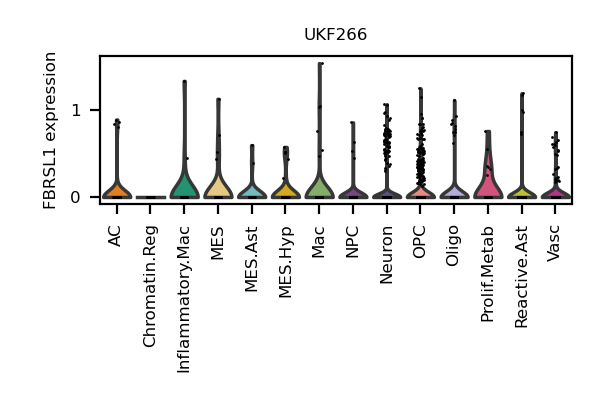 UKF266
FBRSL1 expression
1
0
AC
Chromatin.Reg
Inflammatory.Mac
MES
MES.Ast
MES.Hyp
Mac
NPC
Neuron
OPC
Oligo
Prolif.Metab
Reactive.Ast
Vasc